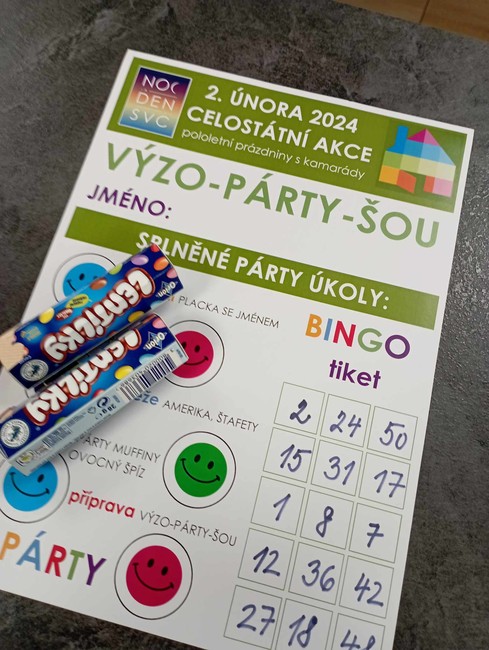 NOC
DEN
SVČ
2. ÚNORA 2024
CELOSTÁTNÍ AKCE
pololetní prázdniny s kamarády
VÝZO-PÁRTY-ŠOU
JMÉNO:
SPLNĚNÉ PÁRTY ÚKOLY:
PLACKA SE JMÉNEM
BINGO
tiket
Orion
LENTILKY
Orion
LENTILKY
AMERIKA, ŠTAFETY
MUFFINY
OVOCNÝ ŠPÍZ
příprava VÝZO-PÁRTY-ŠOU
PÁRTY
2 24 50
15 31 17
1 8 7
12 36 42
27 18 48